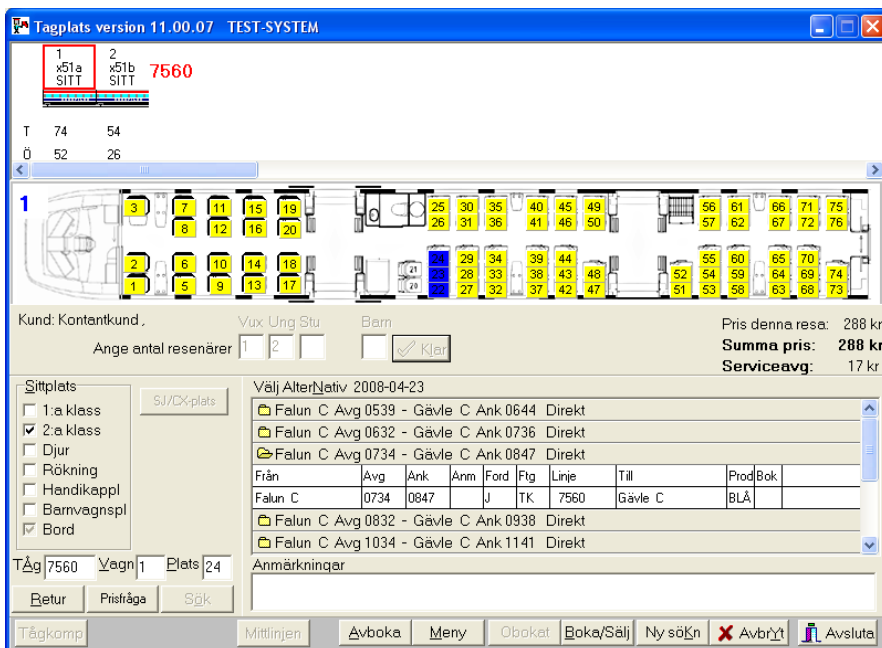 Tagplats version 11.00.07 TEST-SYSTEM
1 2
x51a x51b 7560
SITT SITT
T 74 54
Ö 52 26
1
3 7 11 15 19 25 30 35 40 45 49 56 61 66 71 75
8 12 16 20 26 31 36 41 46 50 57 62 67 72 76
2 6 10 14 18 21 24 29 34 39 44 55 60 65 70
23 28 33 38 43 48 52 54 59 64 69 74
1 5 9 13 17 20 22 27 32 37 42 47 51 53 58 63 68 73
Kund: Kontantkund , Vux Ung Stu Barn Pris denna resa: 288 kr
Ange antal resenärer 1 2 Klar Summa pris: 288 kr
Serviceavg: 17 kr
Sittplats
SJ/CX-plats
1:a klass
2:a klass
Djur
Rökning
Handikappl
Barnvagnspl
Bord
Välj AlterNativ 2008-04-23
Falun C Avg 0539 - Gävle C Ank 0644 Direkt
Falun C Avg 0632 - Gävle C Ank 0736 Direkt
Falun C Avg 0734 - Gävle C Ank 0847 Direkt
Från Avg Ank Anm Ford Ftg Linje Till Prod Bok
Falun C 0734 0847 J TK 7560 Gävle C BLÅ
Falun C Avg 0832 - Gävle C Ank 0938 Direkt
Falun C Avg 1034 - Gävle C Ank 1141 Direkt
TÅg 7560 Vagn 1 Plats 24
Anmärkningar
Retur Prisfråga Sök
Tågkomp Mittlinjen Avboka Meny Obokat Boka/Sälj Ny söKn AvbrYt Avsluta